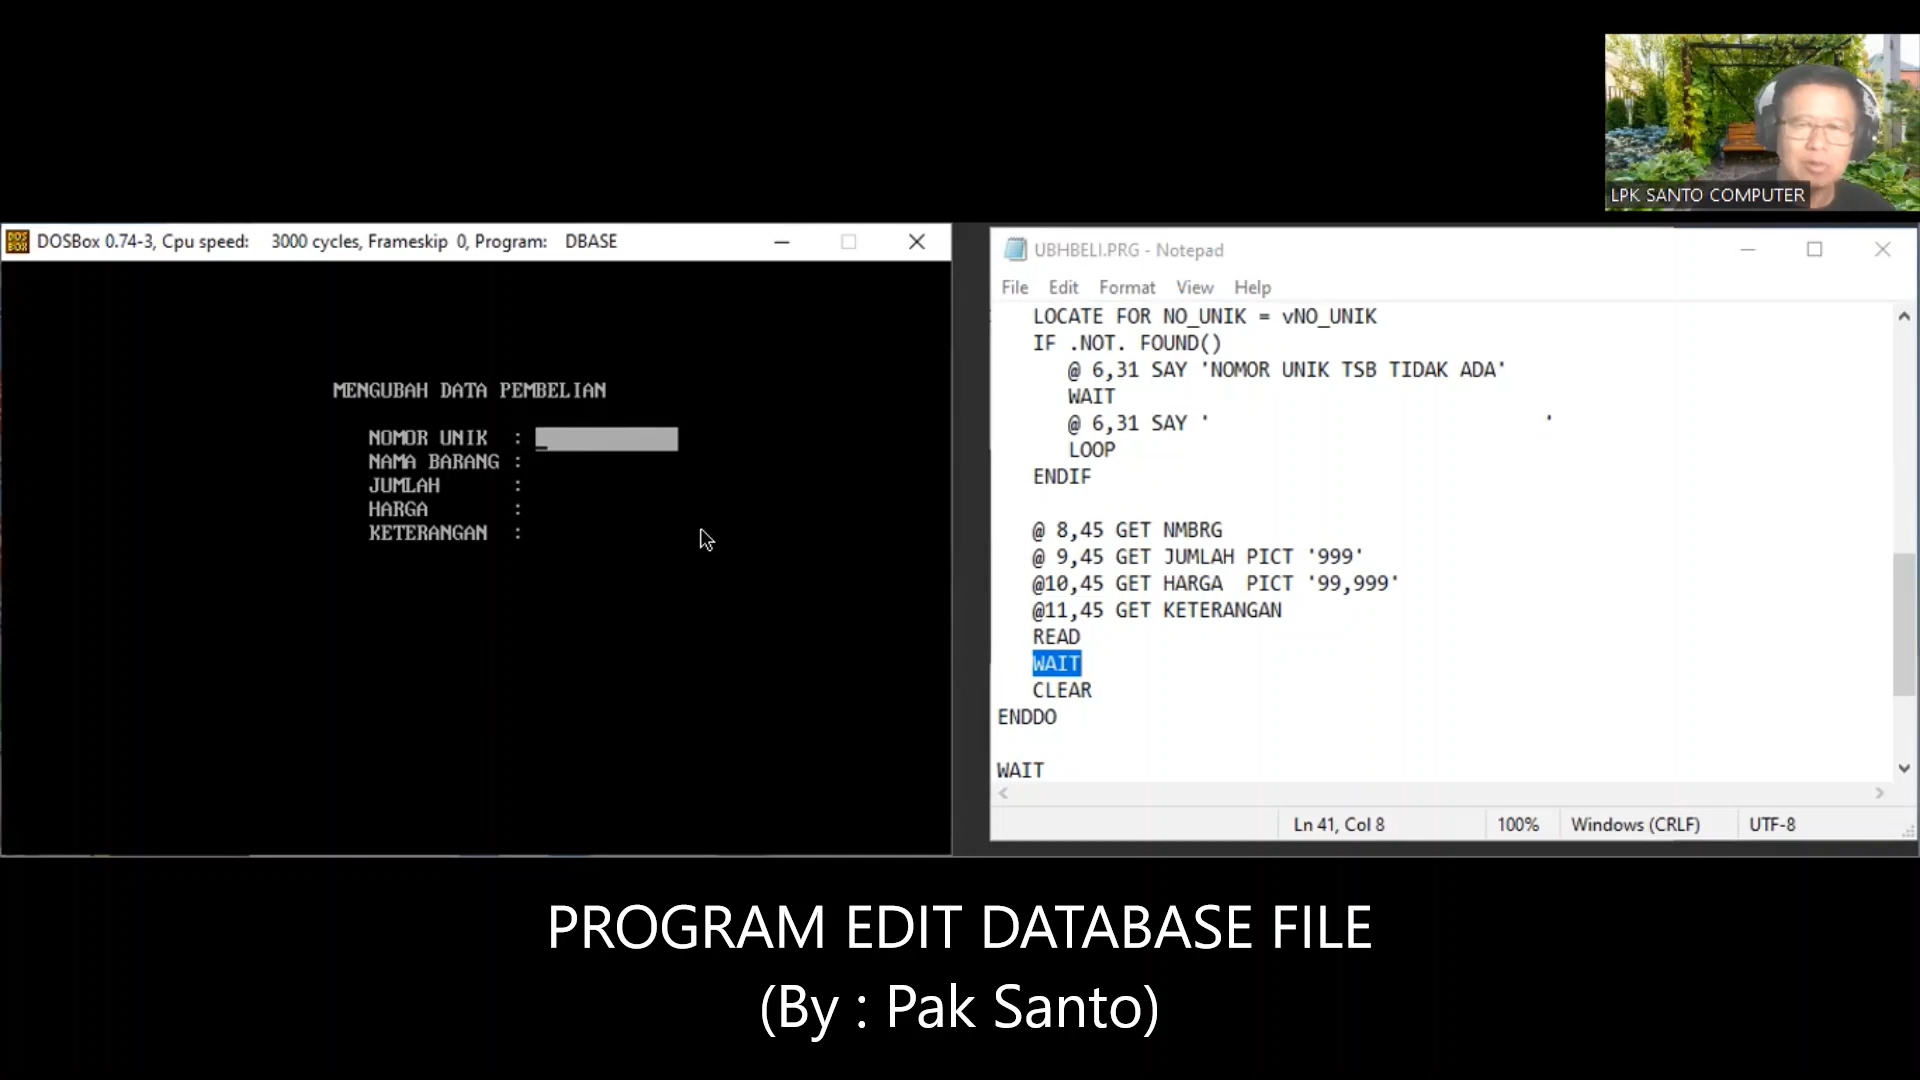 LPK SANTO COMPUTER
DOSBox 0.74-3, Cpu speed: 3000 cycles, Frameskip 0, Program: DBASE
MENGUBAH DATA PEMBELIAN
NOMOR UNIK :
NAMA BARANG :
JUMLAH :
HARGA :
KETERANGAN :
UBHBELI.PRG - Notepad
File Edit Format View Help
LOCATE FOR NO_UNIK = vNO_UNIK
IF .NOT. FOUND()
@ 6,31 SAY 'NOMOR UNIK TSB TIDAK ADA'
WAIT
@ 6,31 SAY ' '
LOOP
ENDIF
@ 8,45 GET NMBRG
@ 9,45 GET JUMLAH PICT '999'
@10,45 GET HARGA PICT '99,999'
@11,45 GET KETERANGAN
READ
WAIT
CLEAR
ENDDO
WAIT
Ln 41, Col 8 100% Windows (CRLF) UTF-8
PROGRAM EDIT DATABASE FILE
(By : Pak Santo)